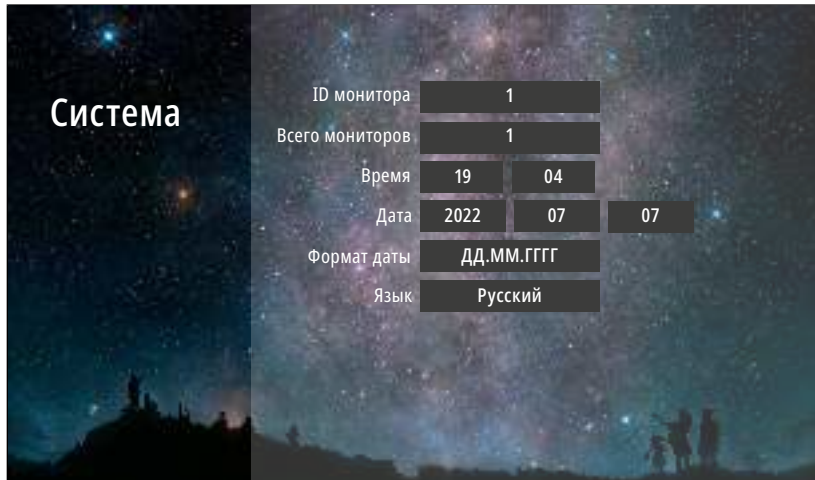 Система
ID монитора 1
Всего мониторов 1
Время 19 04
Дата 2022 07 07
Формат даты ДД.ММ.ГГГГ
Язык Русский